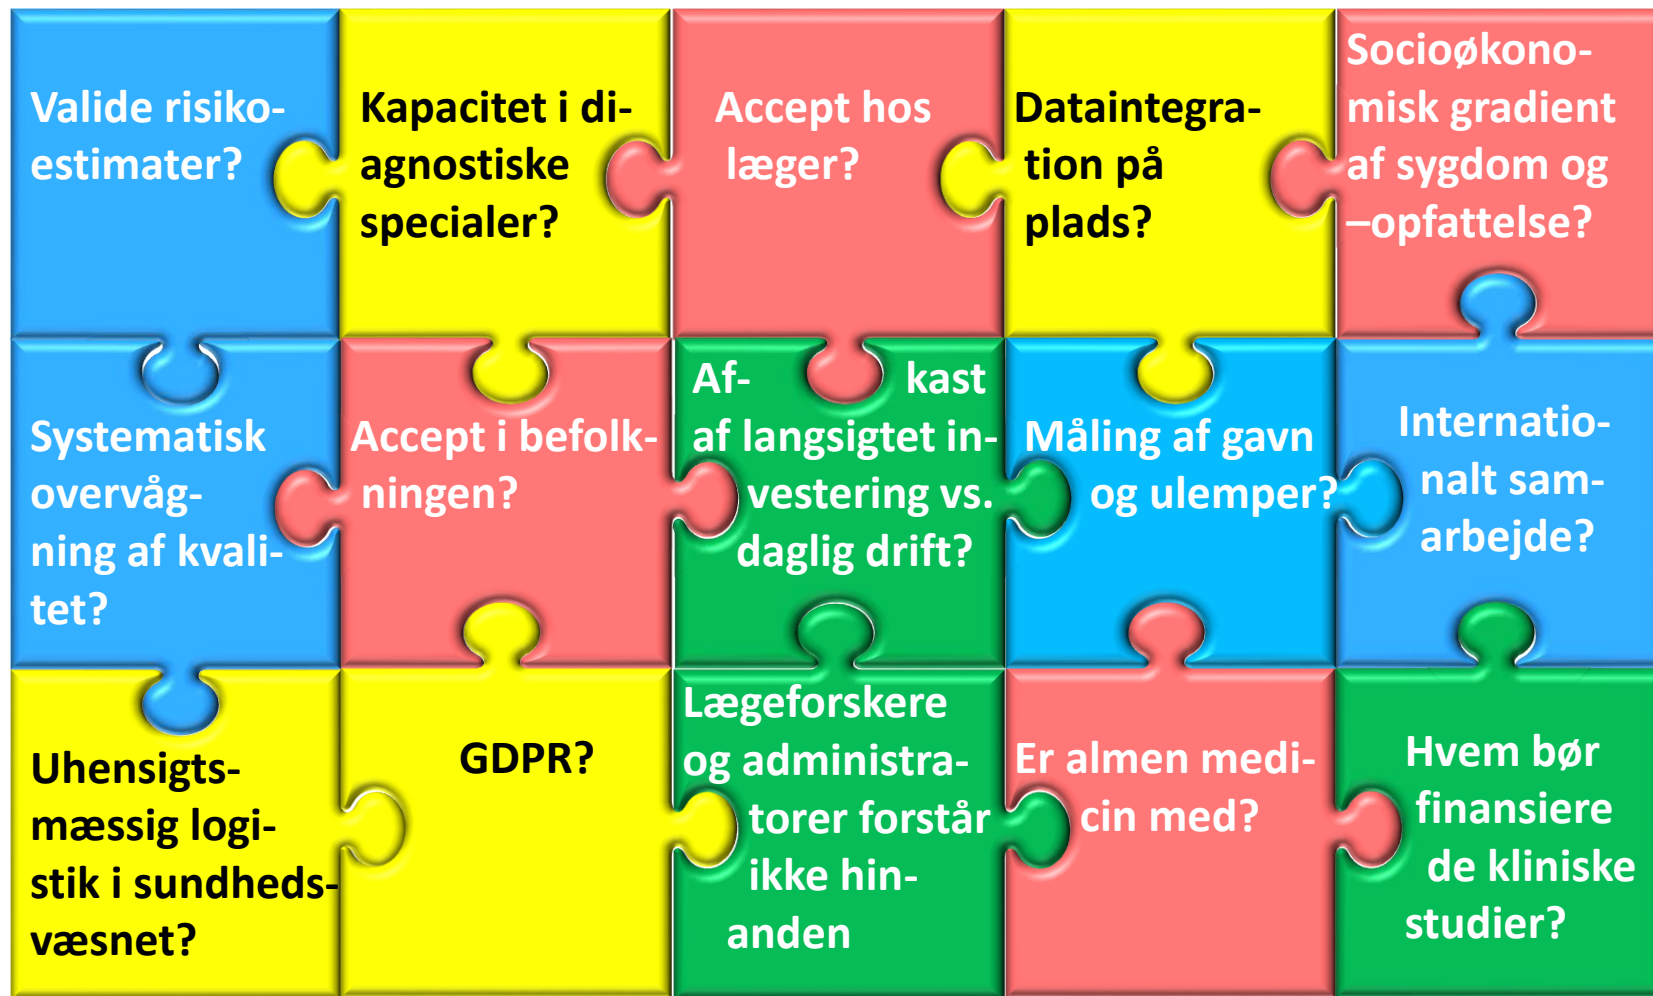 Valide risiko-
estimater?
Kapacitet i di-
agnostiske
specialer?
Accept hos
læger?
Dataintegra-
tion på
plads?
Socioøkono-
misk gradient
af sygdom og
–opfattelse?
Systematisk
overvåg-
ning af kvali-
tet?
Accept i befolk-
ningen?
Af- kast
af langsigtet in-
vestering vs.
daglig drift?
Måling af gavn
og ulemper?
Internatio-
nalt sam-
arbejde?
Uhensigts-
mæssig logi-
stik i sundheds-
væsnet?
GDPR?
Lægeforskere
og administra-
torer forstår
ikke hin-
anden
Er almen medi-
cin med?
Hvem bør
finansiere
de kliniske
studier?